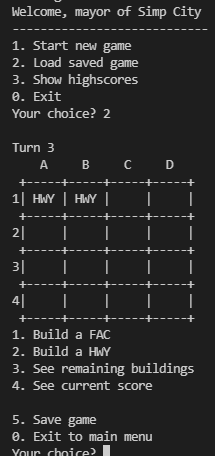 Welcome, mayor of Simp City
----------------------------
1. Start new game
2. Load saved game
3. Show highscores
0. Exit
Your choice? 2

Turn 3
    A     B     C     D
 +-----+-----+-----+-----+
1| HWY | HWY |     |     |
 +-----+-----+-----+-----+
2|     |     |     |     |
 +-----+-----+-----+-----+
3|     |     |     |     |
 +-----+-----+-----+-----+
4|     |     |     |     |
 +-----+-----+-----+-----+
1. Build a FAC
2. Build a HWY
3. See remaining buildings
4. See current score

5. Save game
0. Exit to main menu
Your choice?